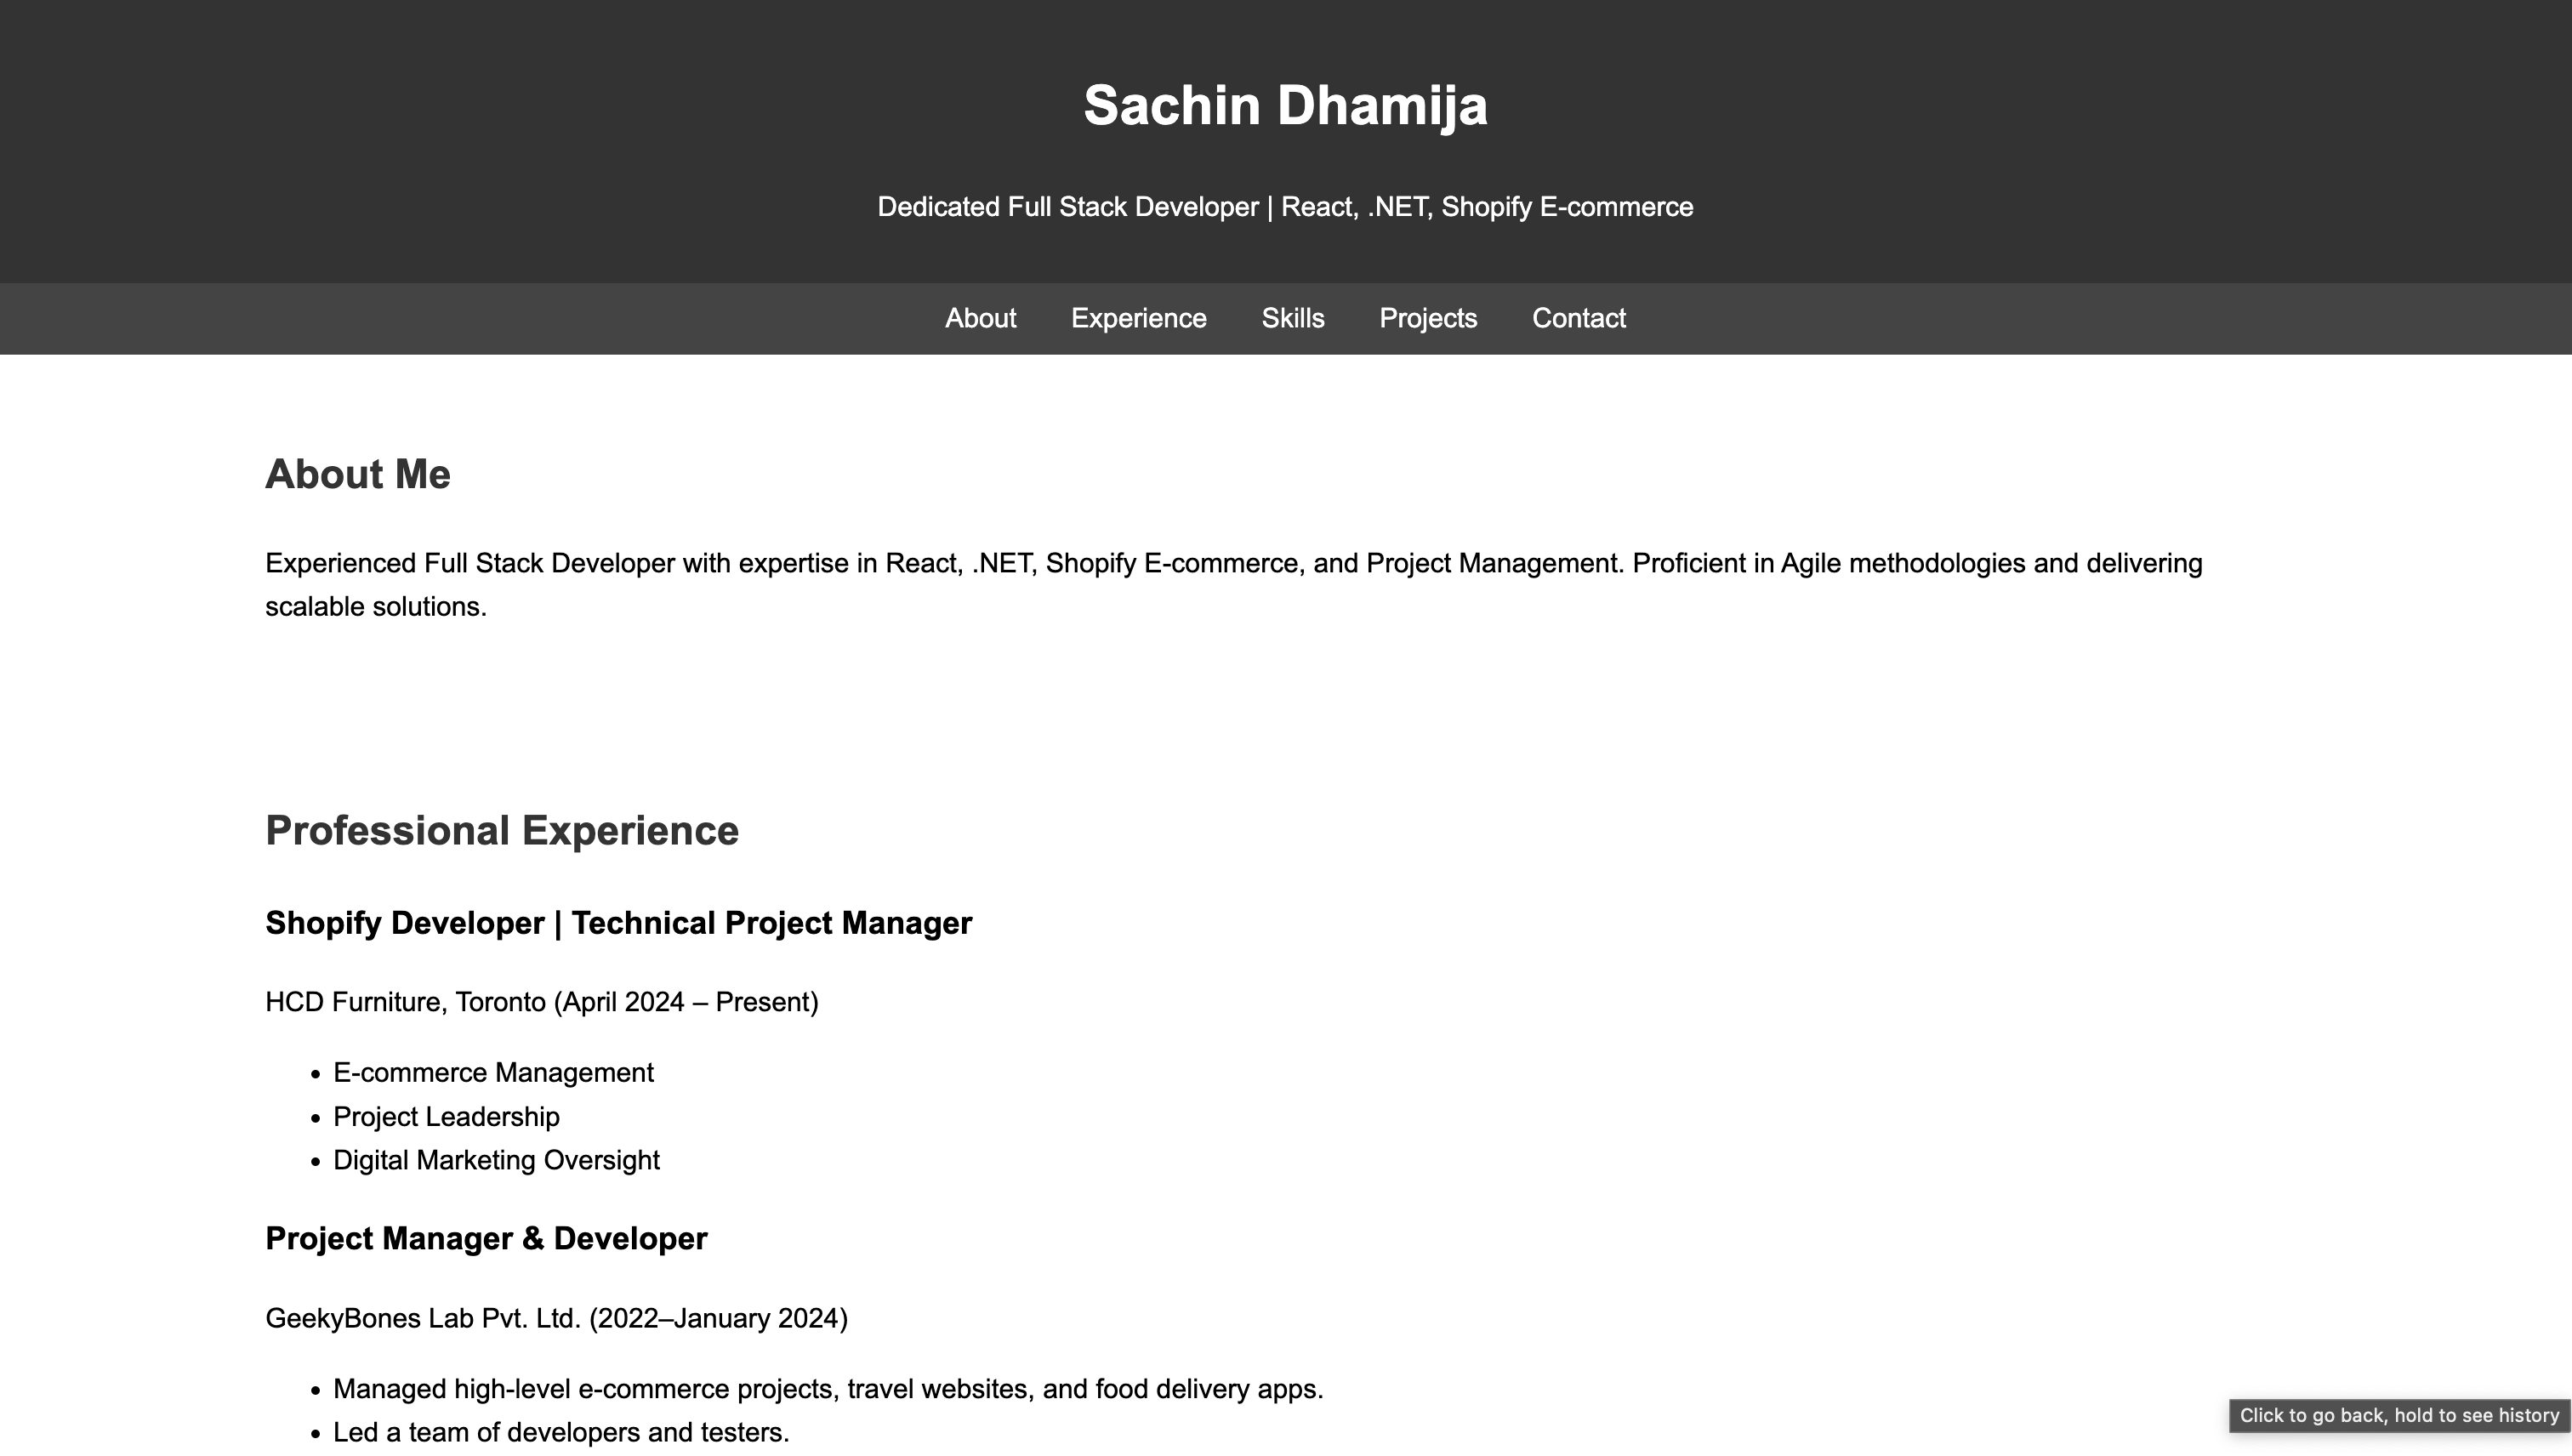 Sachin Dhamija
Dedicated Full Stack Developer | React, .NET, Shopify E-commerce
About Experience Skills Projects Contact
About Me
Experienced Full Stack Developer with expertise in React, .NET, Shopify E-commerce, and Project Management. Proficient in Agile methodologies and delivering
scalable solutions.
Professional Experience
Shopify Developer | Technical Project Manager
HCD Furniture, Toronto (April 2024 – Present)
• E-commerce Management
• Project Leadership
• Digital Marketing Oversight
Project Manager & Developer
GeekyBones Lab Pvt. Ltd. (2022–January 2024)
• Managed high-level e-commerce projects, travel websites, and food delivery apps.
• Led a team of developers and testers.
Click to go back, hold to see history